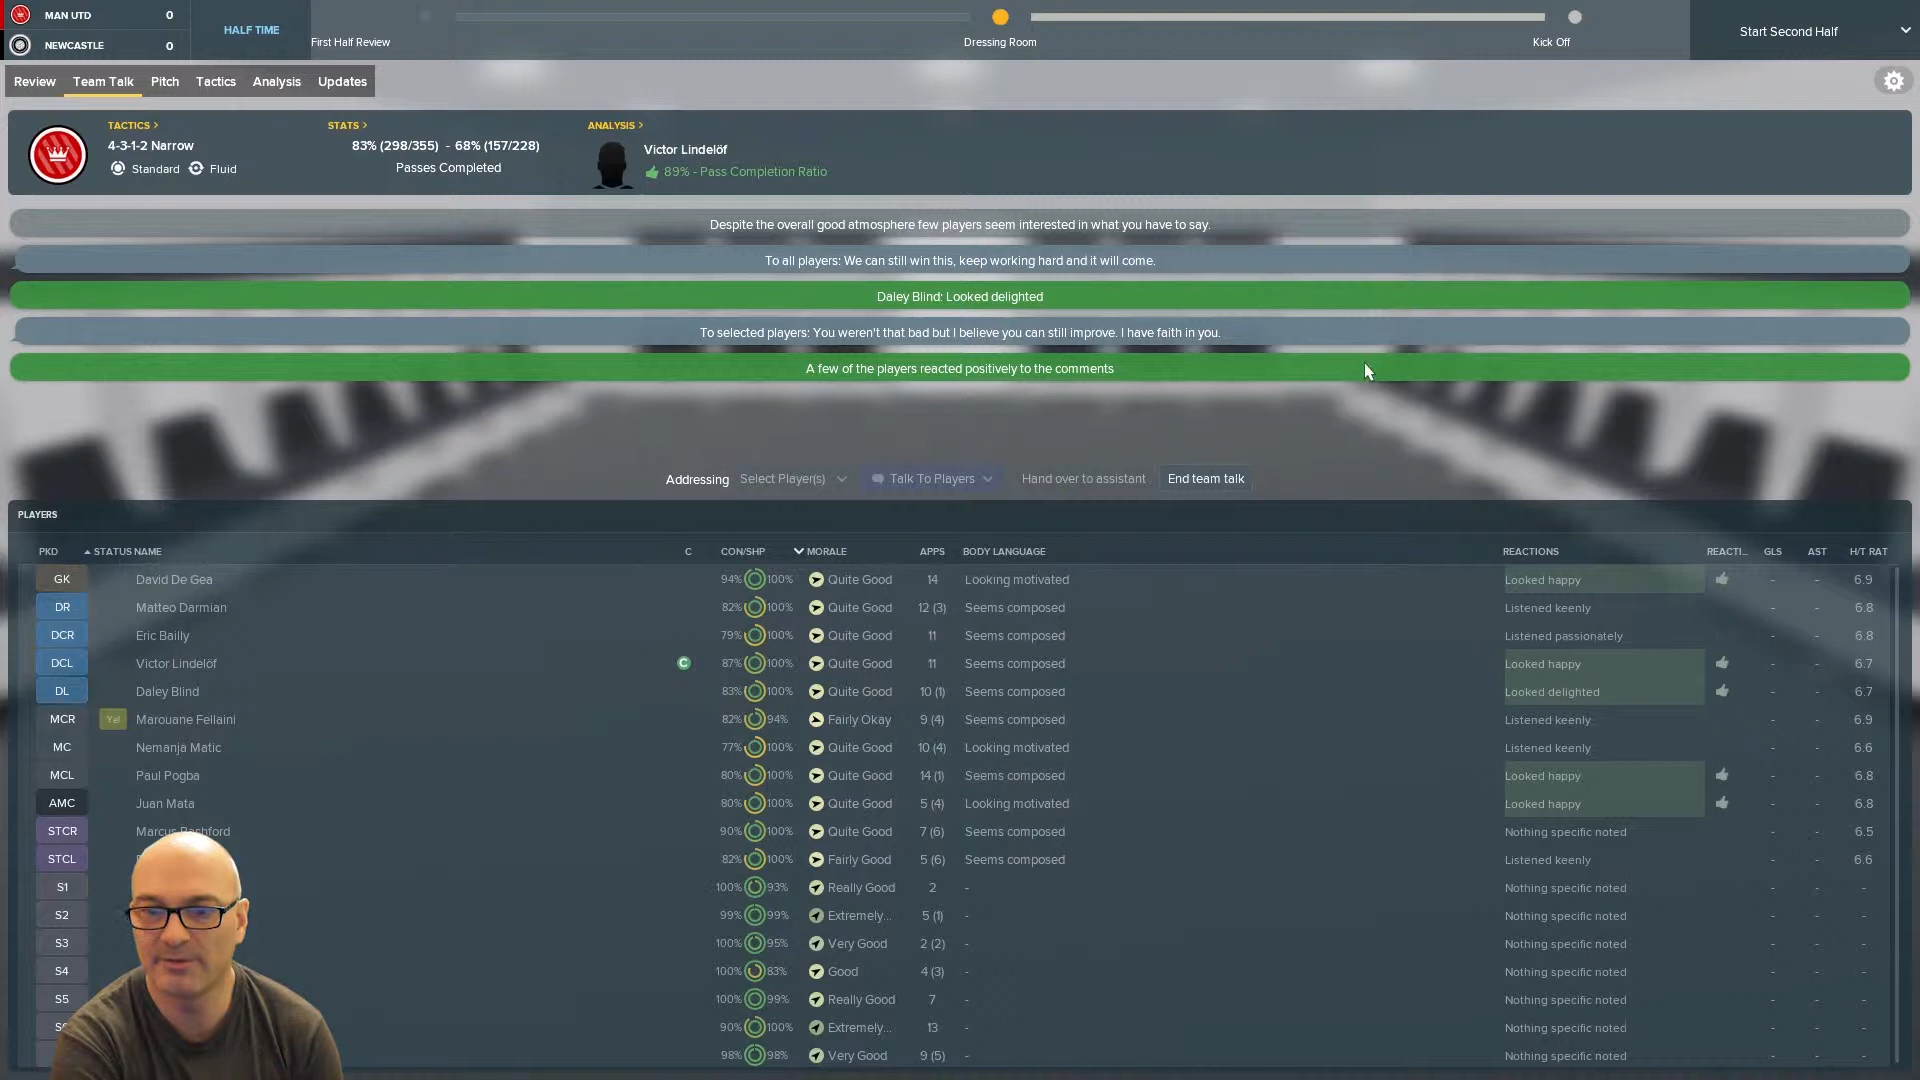 MAN UTD 0
NEWCASTLE 0
HALF TIME
First Half Review
Dressing Room
Kick Off
Start Second Half
Review Team Talk Pitch Tactics Analysis Updates
TACTICS >
4-3-1-2 Narrow
Standard Fluid
STATS >
83% (298/355) - 68% (157/228)
Passes Completed
ANALYSIS >
Victor Lindelöf
89% - Pass Completion Ratio
Despite the overall good atmosphere few players seem interested in what you have to say.
To all players: We can still win this, keep working hard and it will come.
Daley Blind: Looked delighted
To selected players: You weren't that bad but I believe you can still improve. I have faith in you.
A few of the players reacted positively to the comments
Addressing Select Player(s) Talk To Players Hand over to assistant End team talk
PLAYERS
PKD STATUS NAME C CON/SHP MORALE APPS BODY LANGUAGE REACTIONS REACTI... GLS AST H/T RAT
GK David De Gea 94% 100% Quite Good 14 Looking motivated Looked happy - - 6.9
DR Matteo Darmian 82% 100% Quite Good 12 (3) Seems composed Listened keenly - - 6.8
DCR Eric Bailly 79% 100% Quite Good 11 Seems composed Listened passionately - - 6.8
DCL Victor Lindelöf C 87% 100% Quite Good 11 Seems composed Looked happy - - 6.7
DL Daley Blind 83% 100% Quite Good 10 (1) Seems composed Looked delighted - - 6.7
MCR Yel Marouane Fellaini 82% 94% Fairly Okay 9 (4) Seems composed Listened keenly - - 6.9
MC Nemanja Matic 77% 100% Quite Good 10 (4) Looking motivated Listened keenly - - 6.6
MCL Paul Pogba 80% 100% Quite Good 14 (1) Seems composed Looked happy - - 6.8
AMC Juan Mata 80% 100% Quite Good 5 (4) Looking motivated Looked happy - - 6.8
STCR Marcus Rashford 90% 100% Quite Good 7 (6) Seems composed Nothing specific noted - - 6.5
STCL 82% 100% Fairly Good 5 (6) Seems composed Listened keenly - - 6.6
S1 100% 93% Really Good 2 - Nothing specific noted - - -
S2 99% 99% Extremely... 5 (1) - Nothing specific noted - - -
S3 100% 95% Very Good 2 (2) - Nothing specific noted - - -
S4 100% 83% Good 4 (3) - Nothing specific noted - - -
S5 100% 99% Really Good 7 - Nothing specific noted - - -
90% 100% Extremely... 13 - Nothing specific noted - - -
98% 98% Very Good 9 (5) - Nothing specific noted - - -